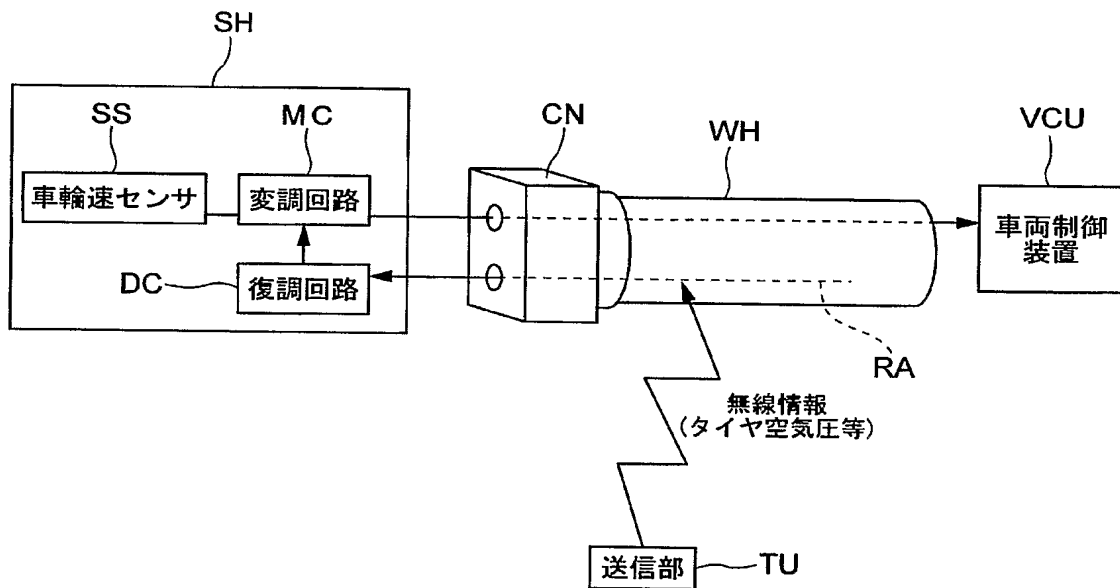 SH
SS
MC
CN
WH
VCU
車輪速センサ
変調回路
車両制御
装置
DC
復調回路
RA
無線情報
(タイヤ空気圧等)
送信部
TU